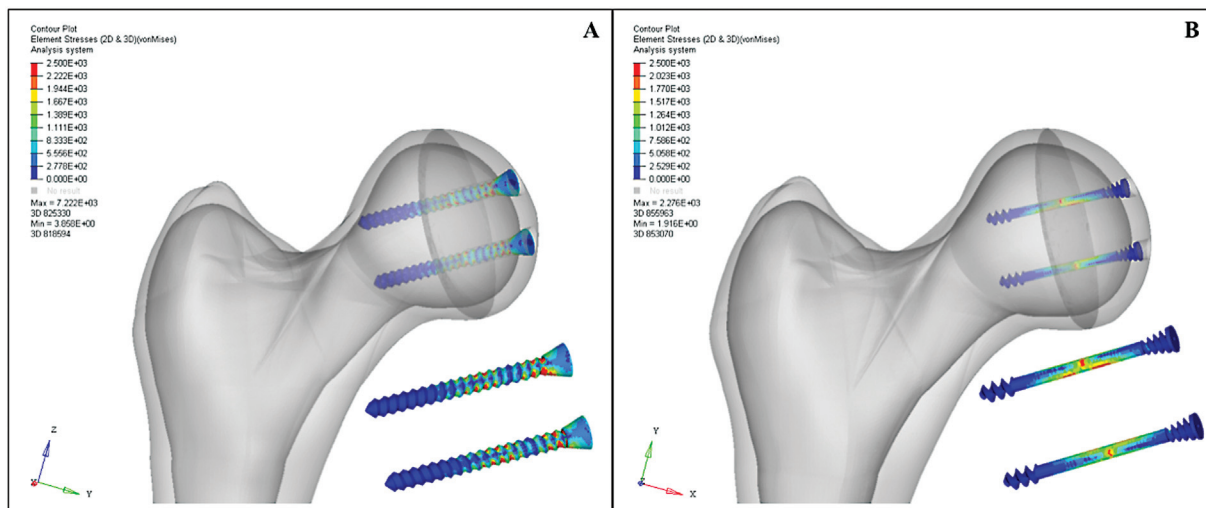 A
Contour Plot
Element Stresses (2D & 3D)(vonMises)
Analysis system
2.500E+03
2.222E+03
1.944E+03
1.667E+03
1.389E+03
1.111E+03
8.333E+02
5.556E+02
2.778E+02
0.000E+00
No result
Max = 7.222E+03
3D 825330
Min = 3.858E+00
3D 818594
Z
X
Y
B
Contour Plot
Element Stresses (2D & 3D)(vonMises)
Analysis system
2.500E+03
2.023E+03
1.770E+03
1.517E+03
1.264E+03
1.012E+03
7.586E+02
5.058E+02
2.529E+02
0.000E+00
No result
Max = 2.276E+03
3D 855963
Min = 1.916E+00
3D 853070
Y
Z
X